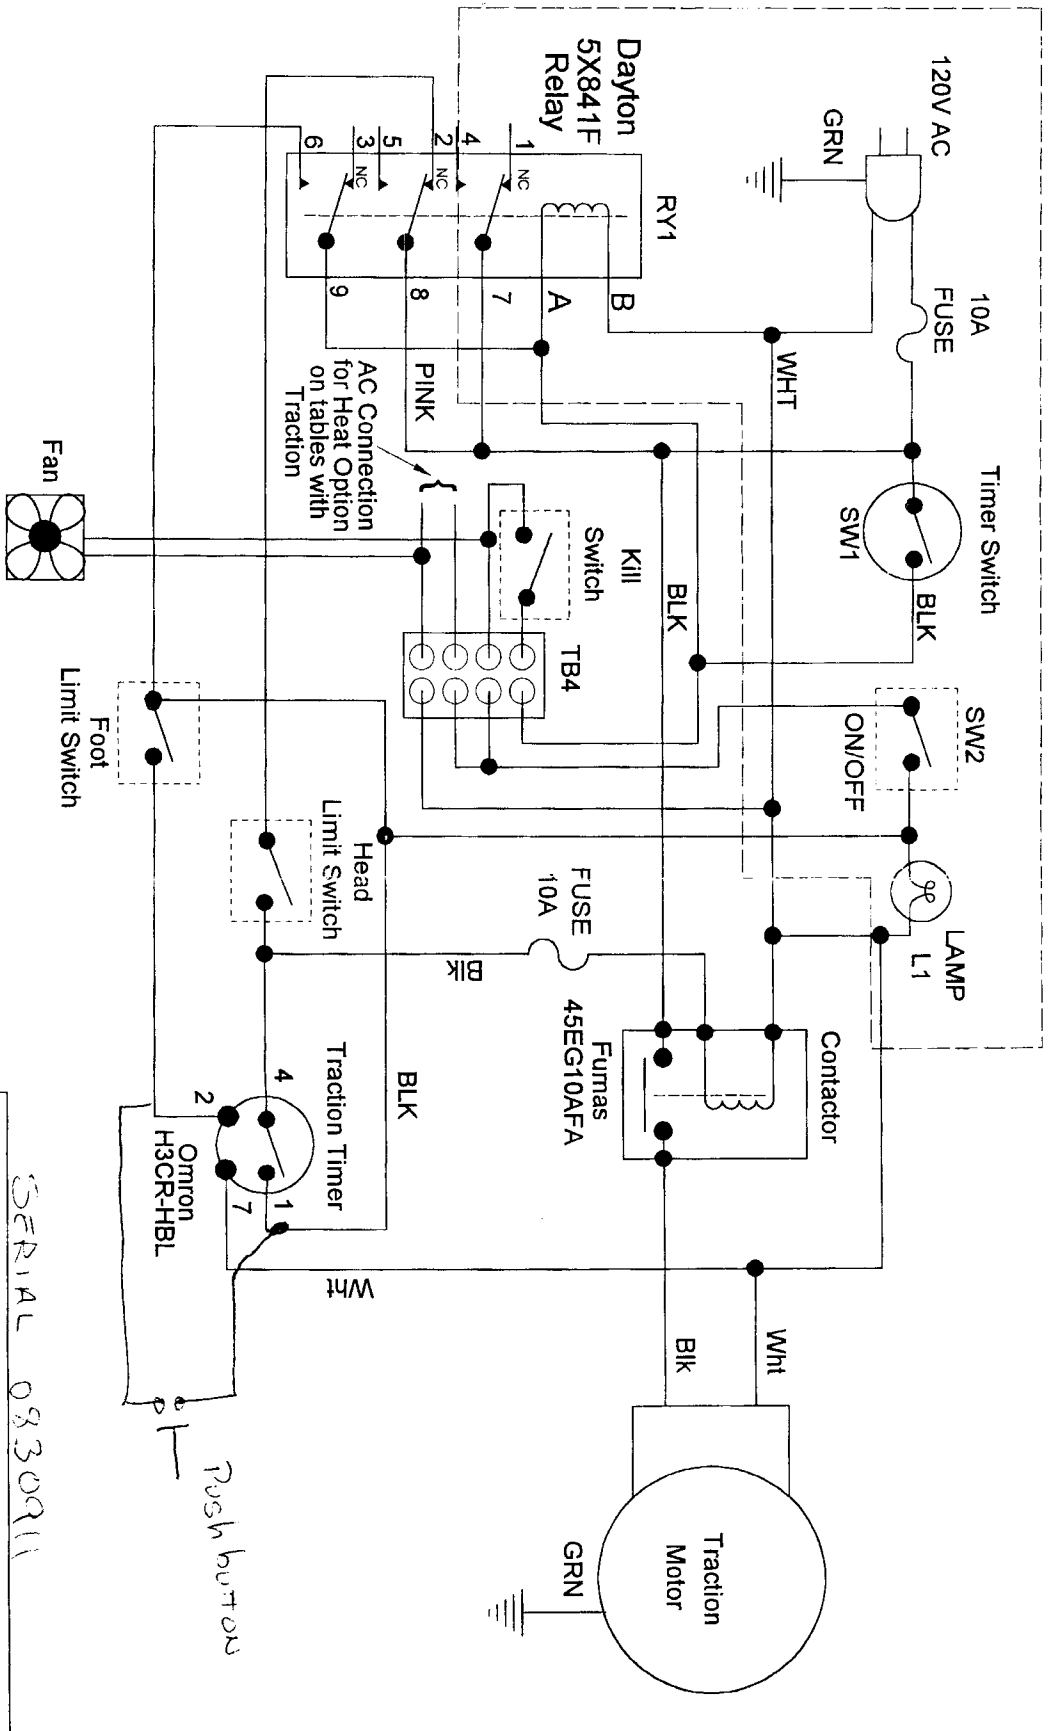 120V AC
GRN
10A
FUSE
Timer Switch
SW1
BLK
SW2
ON/OFF
LAMP
L1
WHT
Dayton
5X841F
Relay
RY1
B
A
1
NC
4
2
NC
5
3
NC
6
7
8
9
PINK
BLK
AC Connection
for Heat Option
on tables with
Traction
Kill
Switch
TB4
Fan
Foot
Limit Switch
Head
Limit Switch
FUSE
10A
Blk
BLK
Contactor
Furnas
45EG10AFA
Traction Timer
4
1
2
7
Omron
H3CR-HBL
Wht
Wht
Blk
Traction
Motor
GRN
Push button
SERIAL 0830911